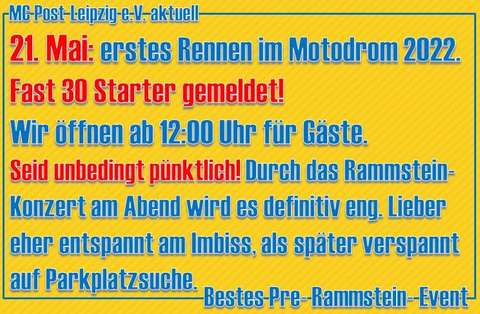 MC Post Leipzig e.V. aktuell
21. Mai: erstes Rennen im Motodrom 2022.
Fast 30 Starter gemeldet!
Wir öffnen ab 12:00 Uhr für Gäste.
Seid unbedingt pünktlich! Durch das Rammstein-
Konzert am Abend wird es definitiv eng. Lieber
eher entspannt am Imbiss, als später verspannt
auf Parkplatzsuche.
Bestes Pre- Rammstein- Event